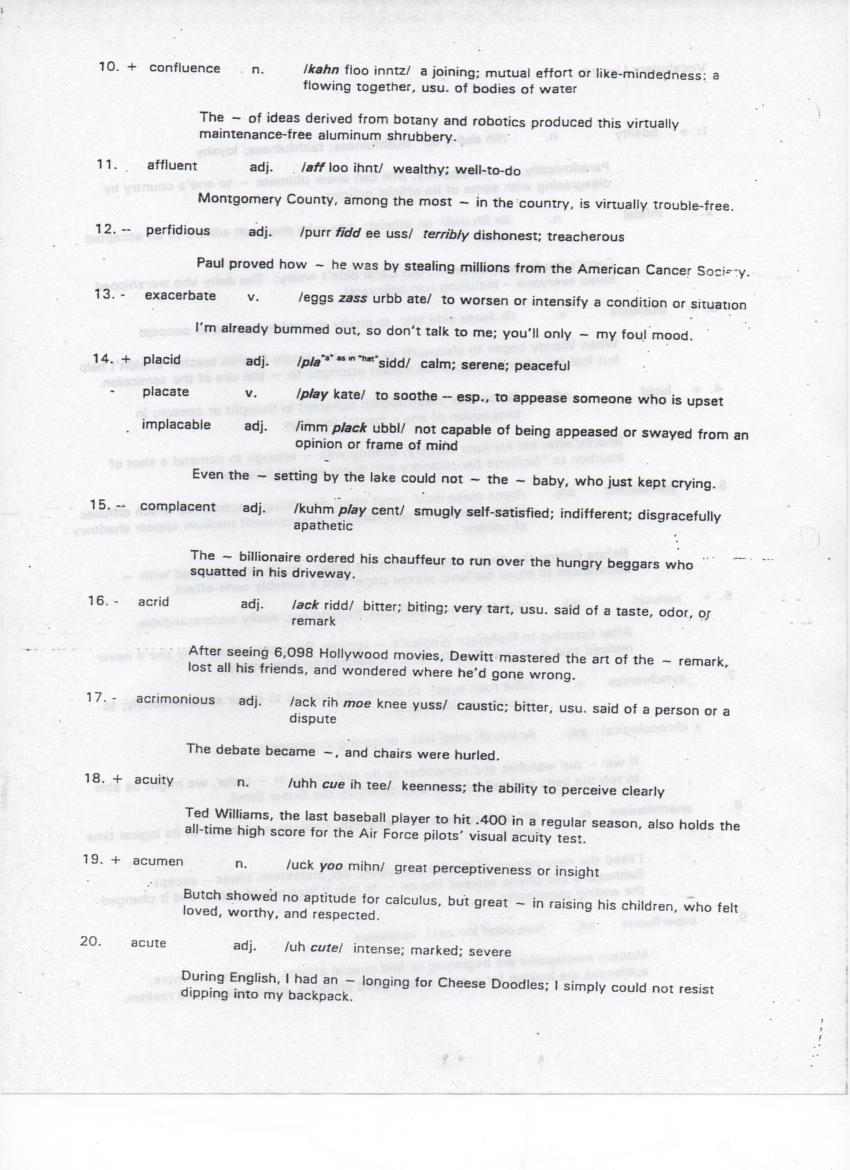 10. + confluence n. /kahn floo inntz/ a joining; mutual effort or like-mindedness; a
flowing together, usu. of bodies of water
The ~ of ideas derived from botany and robotics produced this virtually
maintenance-free aluminum shrubbery.
11. affluent adj. /aff loo ihnt/ wealthy; well-to-do
Montgomery County, among the most ~ in the country, is virtually trouble-free.
12. -- perfidious adj. /purr fidd ee uss/ terribly dishonest; treacherous
Paul proved how ~ he was by stealing millions from the American Cancer Society.
13. - exacerbate v. /eggs zass urbb ate/ to worsen or intensify a condition or situation
I'm already bummed out, so don't talk to me; you'll only ~ my foul mood.
14. + placid adj. /pla "a" as in "hat" sidd/ calm; serene; peaceful
- placate v. /play kate/ to soothe -- esp., to appease someone who is upset
implacable adj. /imm plack ubbl/ not capable of being appeased or swayed from an
opinion or frame of mind
Even the ~ setting by the lake could not ~ the ~ baby, who just kept crying.
15. -- complacent adj. /kuhm play cent/ smugly self-satisfied; indifferent; disgracefully
apathetic
The ~ billionaire ordered his chauffeur to run over the hungry beggars who
squatted in his driveway.
16. - acrid adj. /ack ridd/ bitter; biting; very tart, usu. said of a taste, odor, or
remark
After seeing 6,098 Hollywood movies, Dewitt mastered the art of the ~ remark,
lost all his friends, and wondered where he'd gone wrong.
17. - acrimonious adj. /ack rih moe knee yuss/ caustic; bitter, usu. said of a person or a
dispute
The debate became ~, and chairs were hurled.
18. + acuity n. /uhh cue ih tee/ keenness; the ability to perceive clearly
Ted Williams, the last baseball player to hit .400 in a regular season, also holds the
all-time high score for the Air Force pilots' visual acuity test.
19. + acumen n. /uck yoo mihn/ great perceptiveness or insight
Butch showed no aptitude for calculus, but great ~ in raising his children, who felt
loved, worthy, and respected.
20. acute adj. /uh cute/ intense; marked; severe
During English, I had an ~ longing for Cheese Doodles; I simply could not resist
dipping into my backpack.